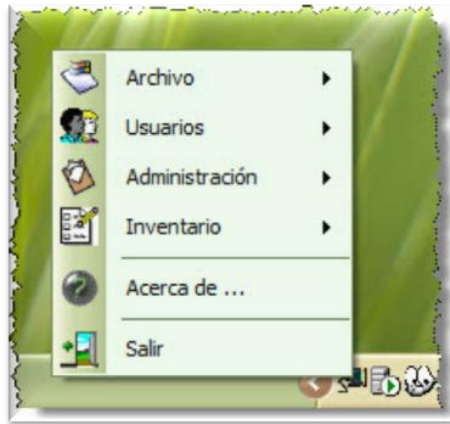 Archivo
Usuarios
Administración
Inventario
Acerca de ...
Salir